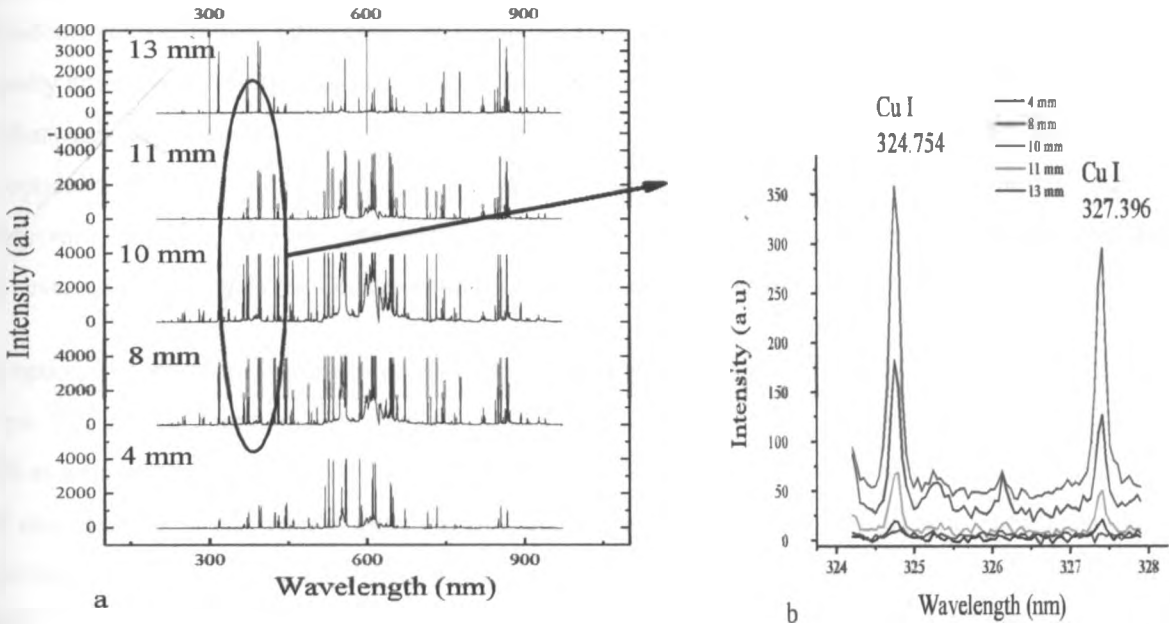 300 600 900
4000
3000
2000
1000
0
-1000
4000
2000
0
4000
2000
0
4000
2000
0
4000
2000
0
13 mm
11 mm
10 mm
8 mm
4 mm
Intensity (a.u)
300 600 900
Wavelength (nm)
a
Cu I
324.754
4 mm
8 mm
10 mm
11 mm
13 mm
Cu I
327.396
350
300
250
200
150
100
50
0
Intensity (a.u)
324 325 326 327 328
Wavelength (nm)
b